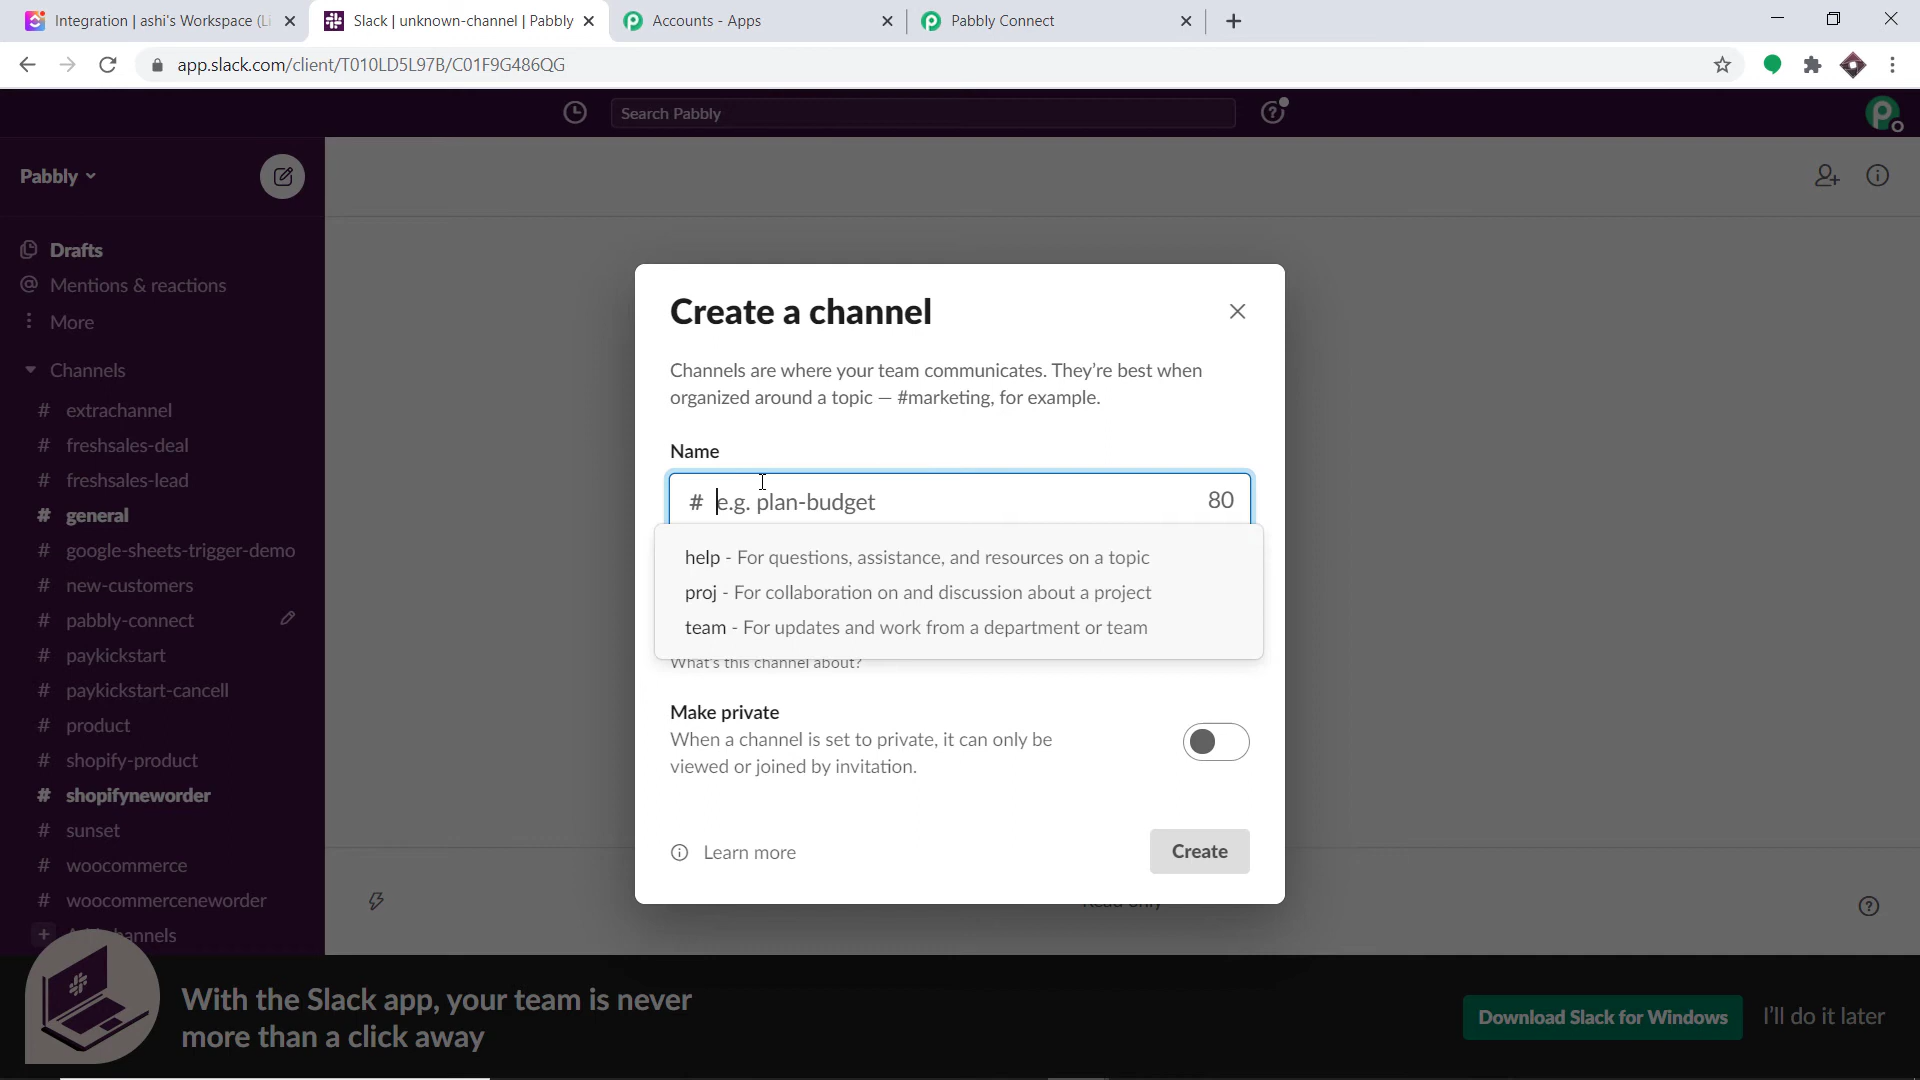 Integration | ashi's Workspace (Li
Slack | unknown-channel | Pabbly
Accounts - Apps
Pabbly Connect
app.slack.com/client/T010LD5L97B/C01F9G486QG
Search Pabbly
Pabbly
Drafts
Mentions & reactions
More
Channels
# extrachannel
# freshsales-deal
# freshsales-lead
# general
# google-sheets-trigger-demo
# new-customers
# pabbly-connect
# paykickstart
# paykickstart-cancell
# product
# shopify-product
# shopifyneworder
# sunset
# woocommerce
# woocommerceneworder
+ channels
Create a channel
Channels are where your team communicates. They're best when
organized around a topic — #marketing, for example.
Name
# e.g. plan-budget 80
help - For questions, assistance, and resources on a topic
proj - For collaboration on and discussion about a project
team - For updates and work from a department or team
What's this channel about?
Make private
When a channel is set to private, it can only be
viewed or joined by invitation.
Learn more
Create
With the Slack app, your team is never
more than a click away
Download Slack for Windows
I'll do it later